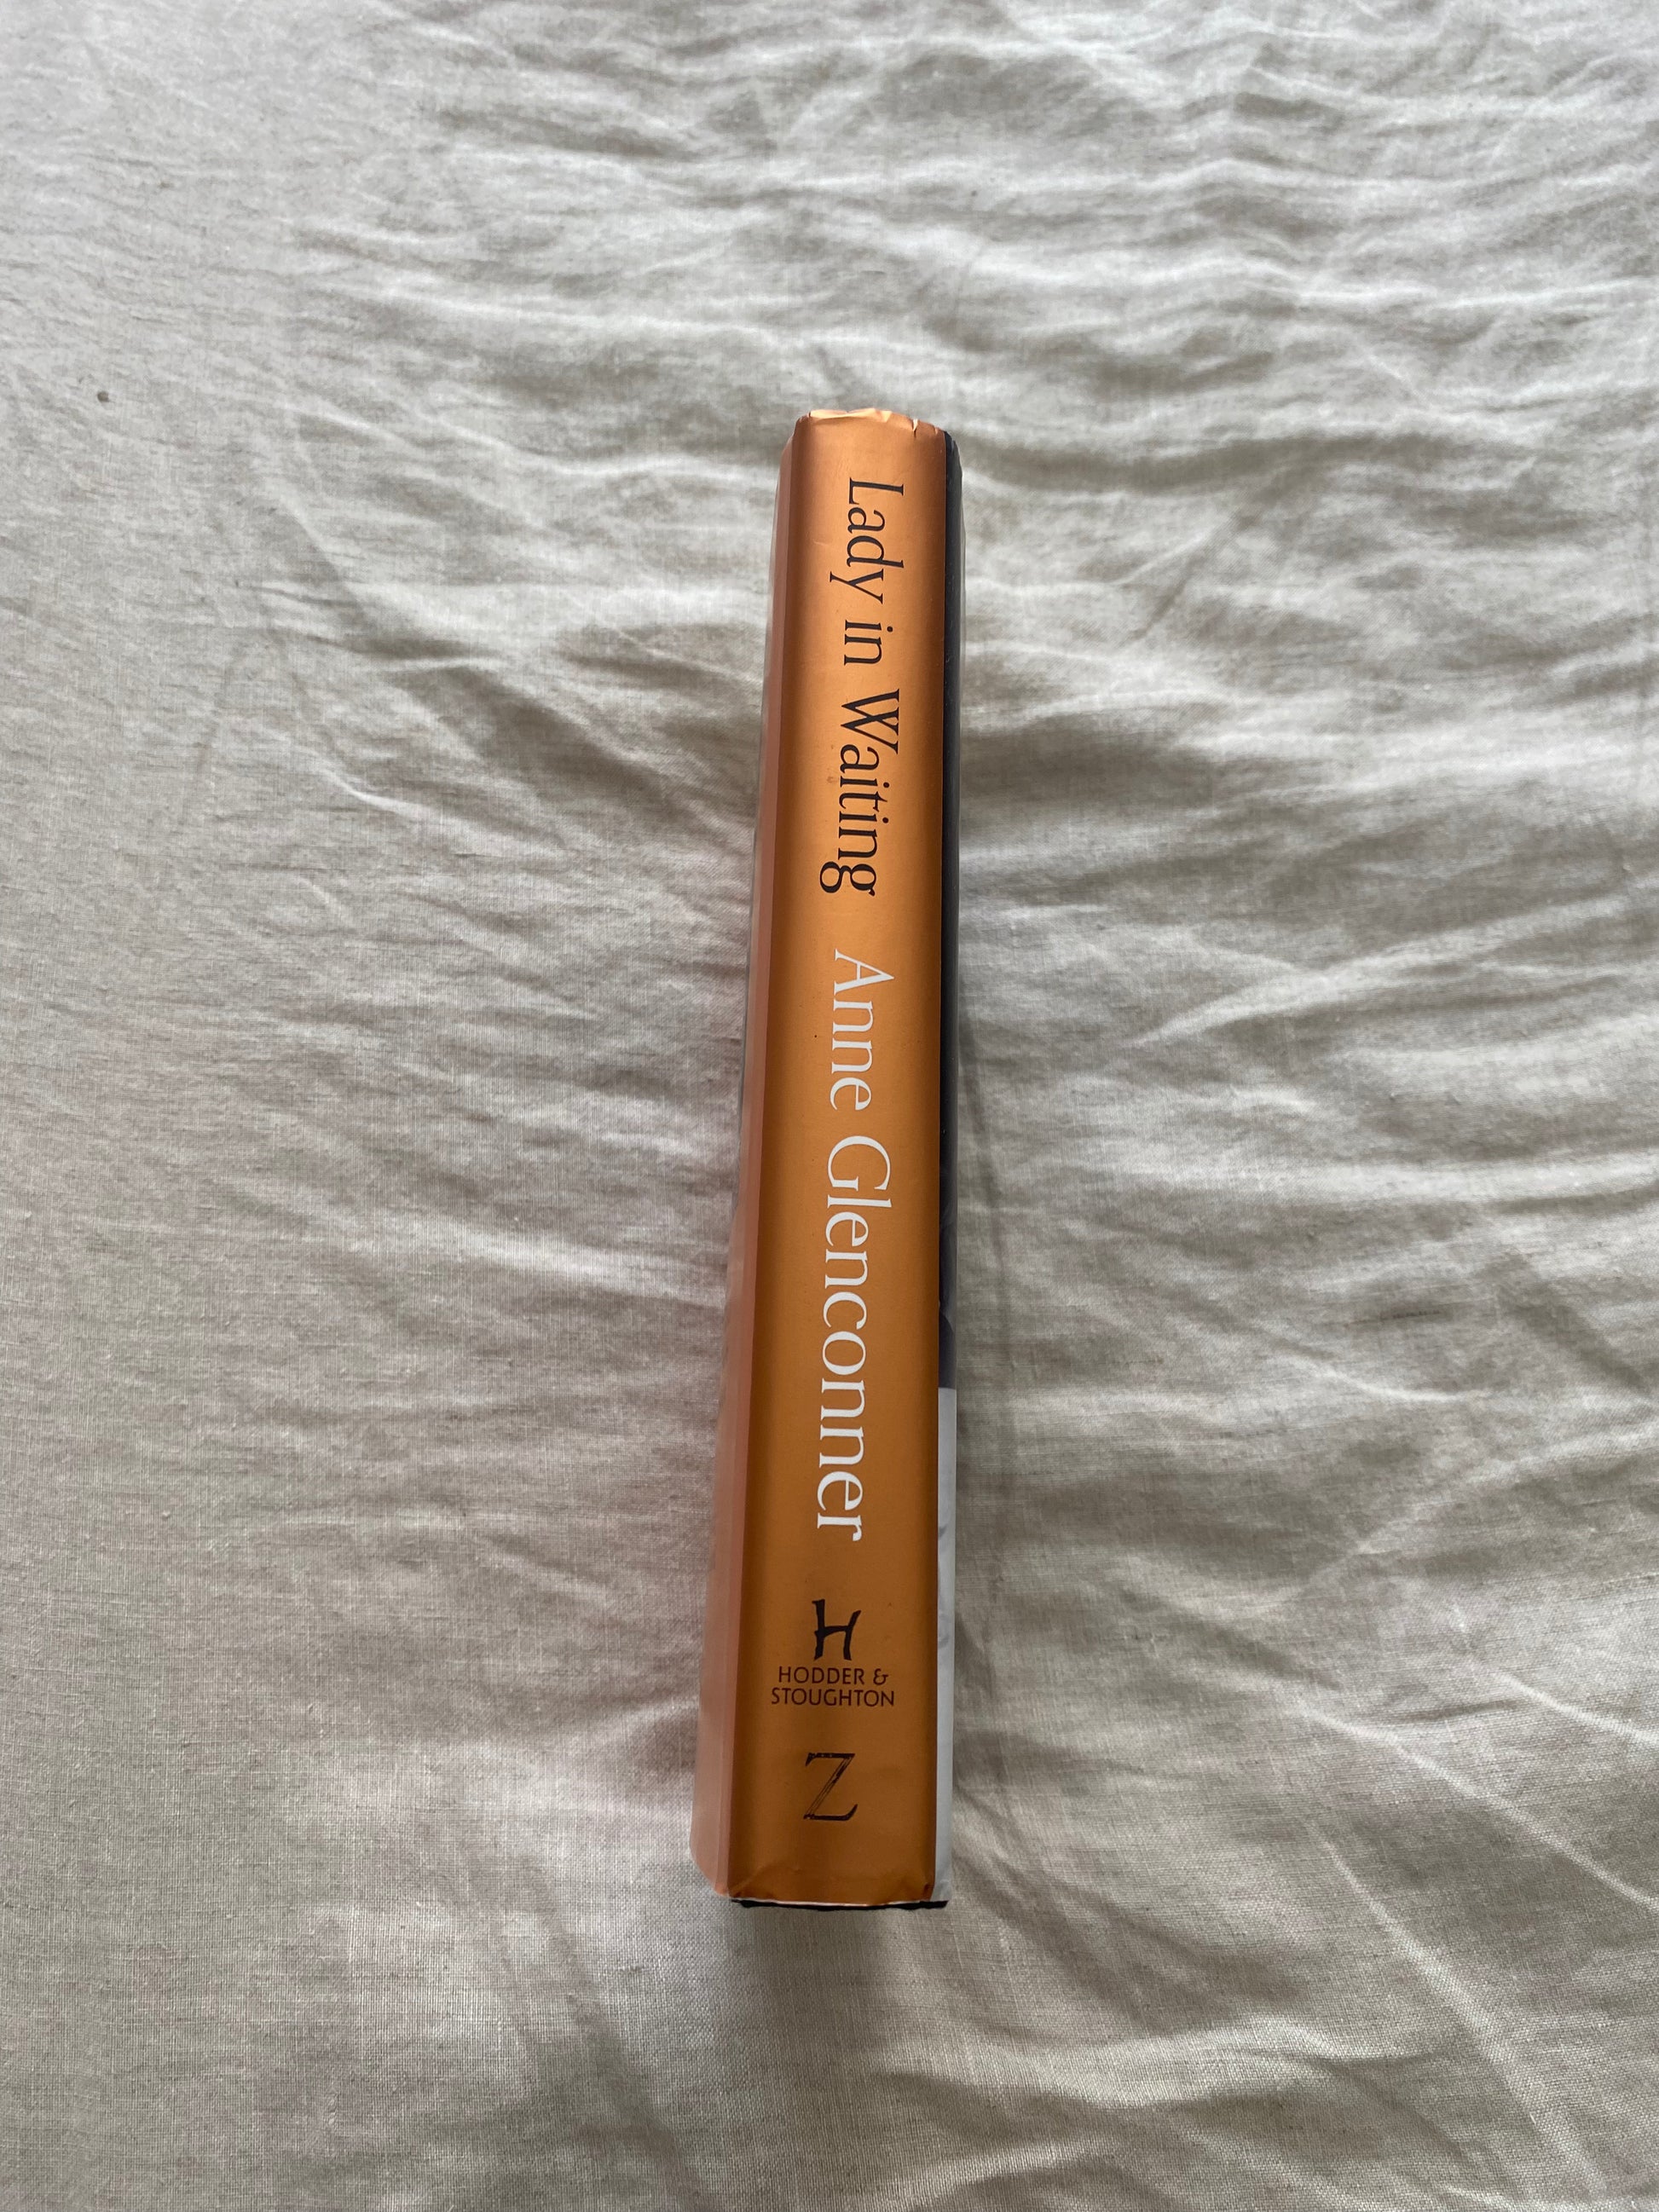 Lady in Waiting Anne Glenconner
H
HODDER &
STOUGHTON
Z